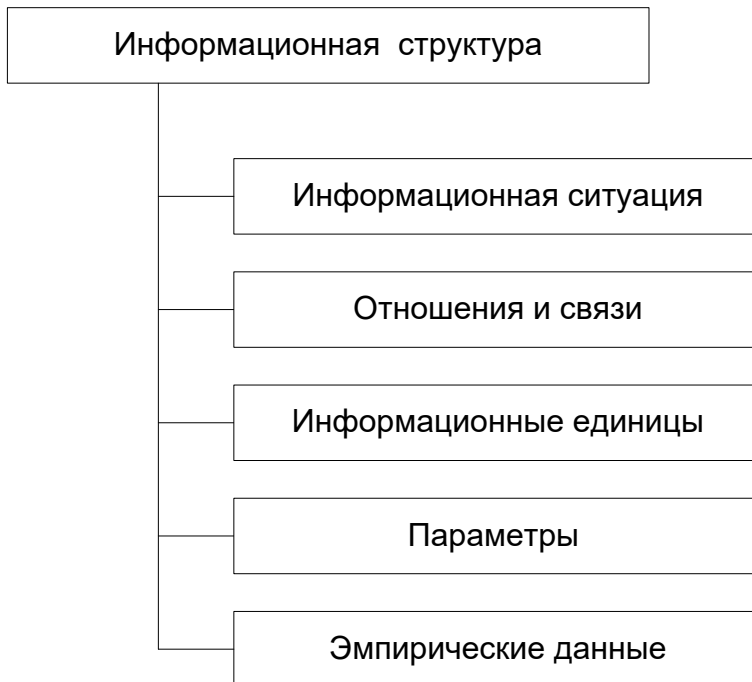 Информационная структура
Информационная ситуация
Отношения и связи
Информационные единицы
Параметры
Эмпирические данные